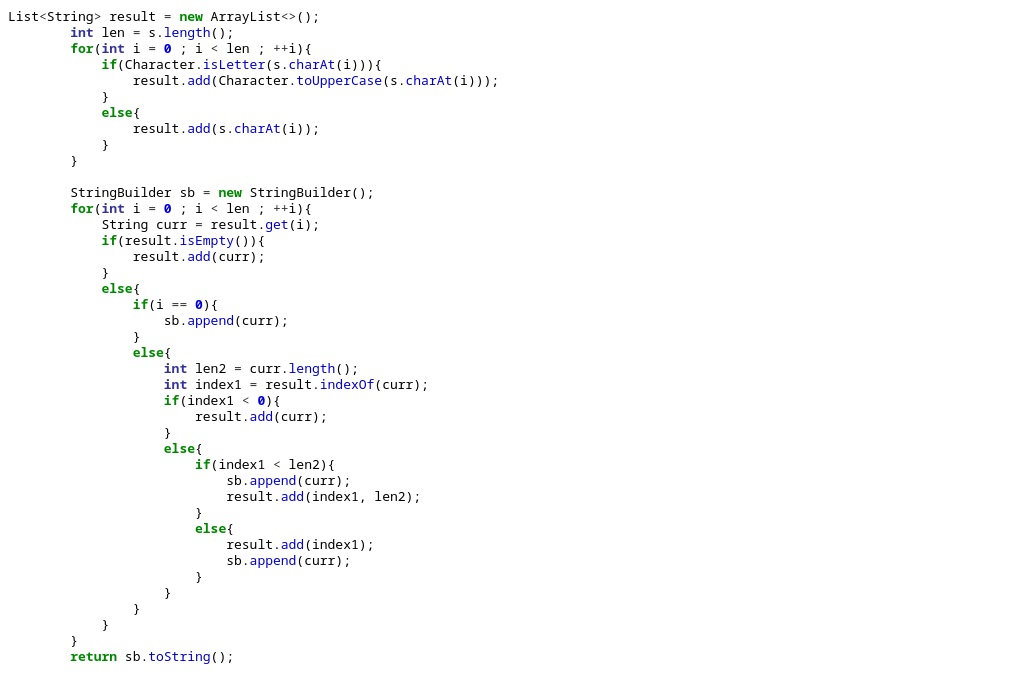 List<String> result = new ArrayList<>();
        int len = s.length();
        for(int i = 0 ; i < len ; ++i){
            if(Character.isLetter(s.charAt(i))){
                result.add(Character.toUpperCase(s.charAt(i)));
            }
            else{
                result.add(s.charAt(i));
            }
        }

        StringBuilder sb = new StringBuilder();
        for(int i = 0 ; i < len ; ++i){
            String curr = result.get(i);
            if(result.isEmpty()){
                result.add(curr);
            }
            else{
                if(i == 0){
                    sb.append(curr);
                }
                else{
                    int len2 = curr.length();
                    int index1 = result.indexOf(curr);
                    if(index1 < 0){
                        result.add(curr);
                    }
                    else{
                        if(index1 < len2){
                            sb.append(curr);
                            result.add(index1, len2);
                        }
                        else{
                            result.add(index1);
                            sb.append(curr);
                        }
                    }
                }
            }
        }
        return sb.toString();